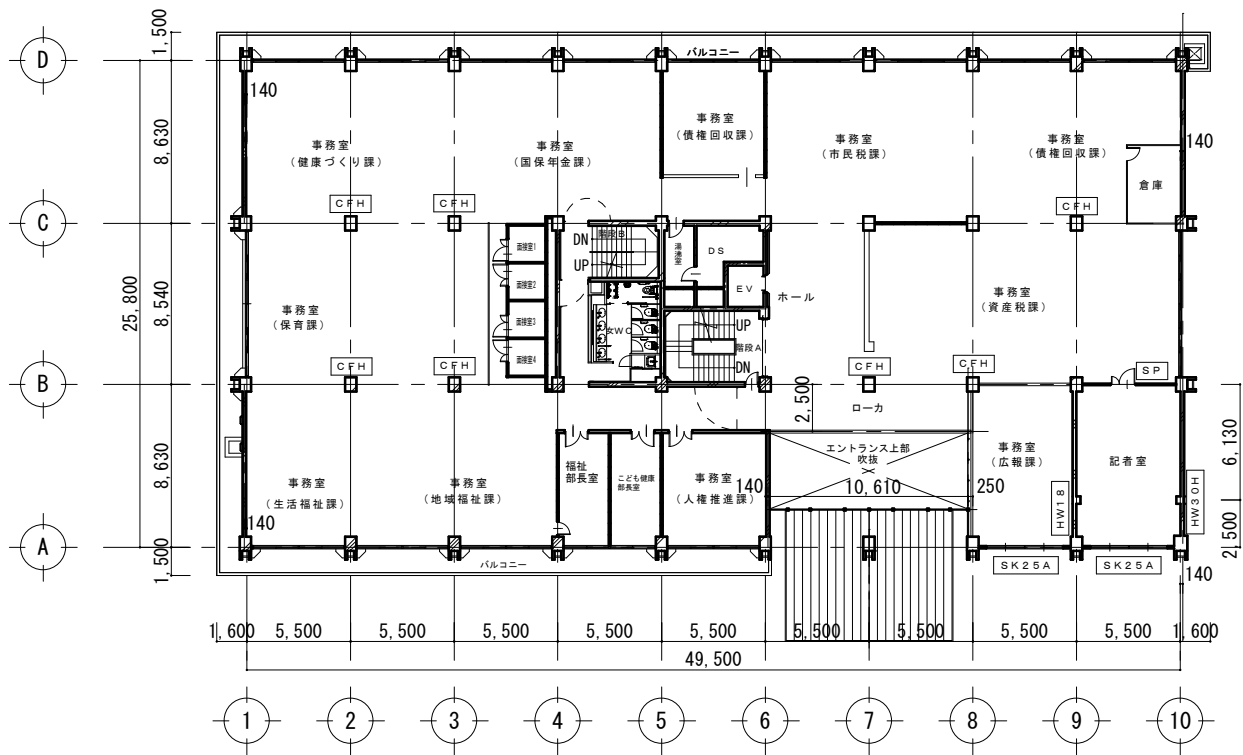 1,500
バルコニー
D
140
8,630
事務室
(健康づくり課)
事務室
(国保年金課)
事務室
(債権回収課)
事務室
(市民税課)
事務室
(債権回収課)
140
倉庫
CFH
CFH
CFH
C
25,800
8,540
面接室1
面接室2
面接室3
面接室4
DN
階段B
UP
湯沸室
DS
EV
ホール
女WC
UP
階段A
DN
事務室
(保育課)
事務室
(資産税課)
CFH
CFH
CFH
CFH
SP
B
2,500
ローカ
8,630
事務室
(生活福祉課)
事務室
(地域福祉課)
福祉
部長室
こども健康
部長室
事務室
(人権推進課)
140
エントランス上部
吹抜
10,610
250
事務室
(広報課)
HW18
記者室
HW30H
6,130
2,500
140
A
1,500
バルコニー
SK25A
SK25A
140
1,600
5,500
5,500
5,500
5,500
5,500
5,500
5,500
5,500
5,500
1,600
49,500
1
2
3
4
5
6
7
8
9
10